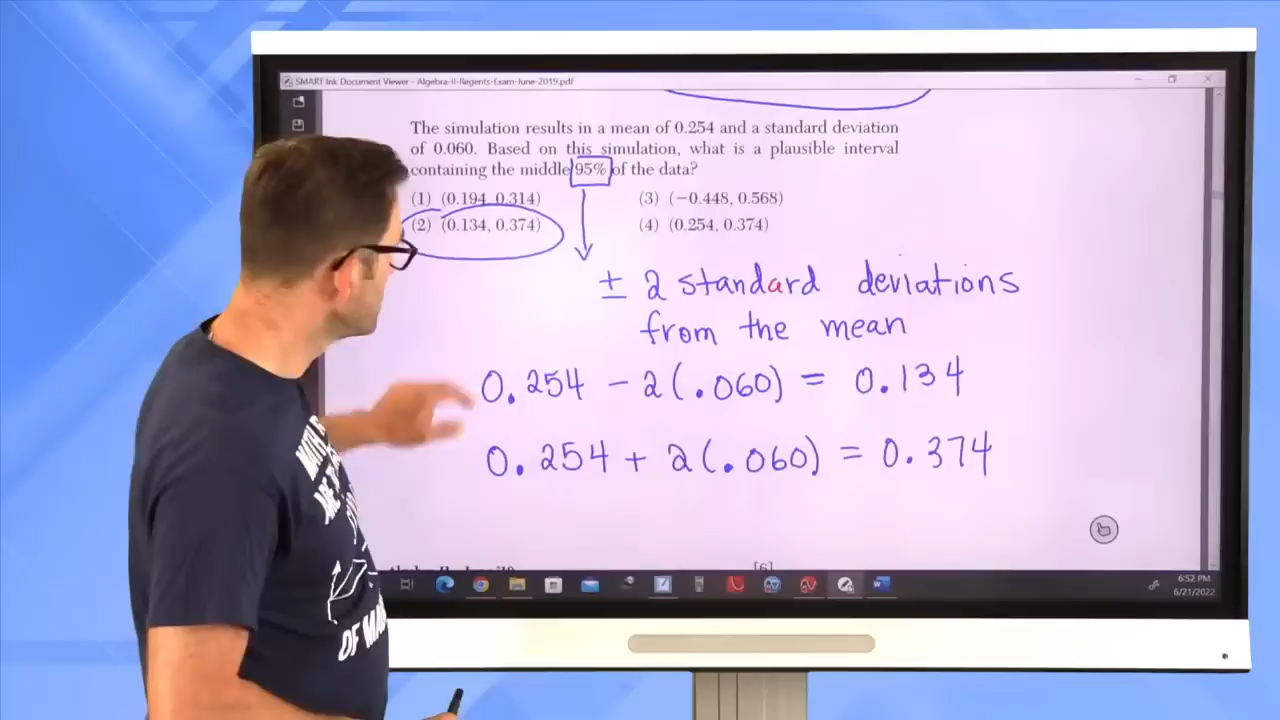 SMART Ink Document Viewer - Algebra-II-Regents-Exam-June-2019.pdf
The simulation results in a mean of 0.254 and a standard deviation
of 0.060. Based on this simulation, what is a plausible interval
containing the middle 95% of the data?
(1) (0.194, 0.314) (3) (−0.448, 0.568)
(2) (0.134, 0.374) (4) (0.254, 0.374)
± 2 standard deviations
from the mean
0.254 − 2(.060) = 0.134
0.254 + 2(.060) = 0.374
[6]
6:52 PM
6/21/2022
OF